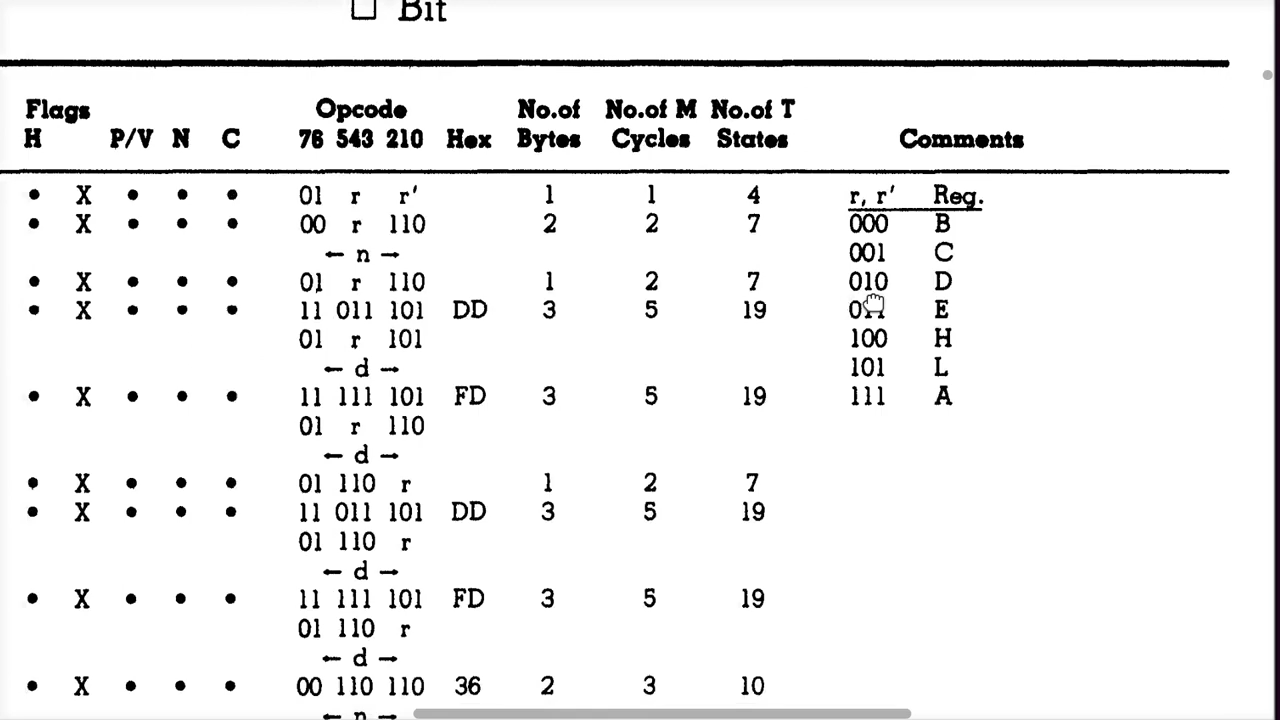 □ Bit
Flags Opcode No.of No.of M No.of T
H P/V N C 76 543 210 Hex Bytes Cycles States Comments
• X • • • 01 r r′ 1 1 4 r, r′ Reg.
• X • • • 00 r 110 2 2 7 000 B
← n → 001 C
• X • • • 01 r 110 1 2 7 010 D
• X • • • 11 011 101 DD 3 5 19 E
01 r 101 100 H
← d → 101 L
• X • • • 11 111 101 FD 3 5 19 111 A
01 r 110
← d →
• X • • • 01 110 r 1 2 7
• X • • • 11 011 101 DD 3 5 19
01 110 r
← d →
• X • • • 11 111 101 FD 3 5 19
01 110 r
← d →
• X • • • 00 110 110 36 2 3 10
← n →